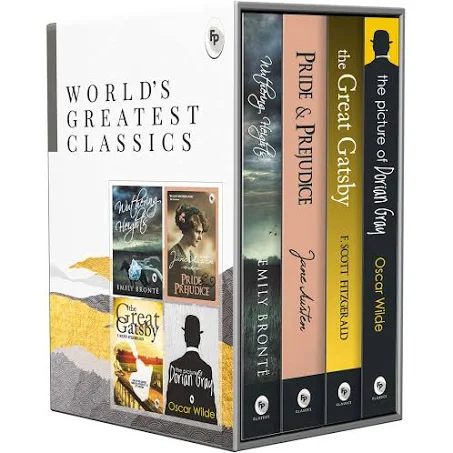 FP
WORLD'S
GREATEST
CLASSICS
Wuthering
Heights
EMILY BRONTË
Jane Austen
PRIDE
PREJUDICE
the
Great
Gatsby
the picture of
Dorian Gray
Oscar Wilde
Wuthering Heights
EMILY BRONTË
FP
CLASSICS
PRIDE & PREJUDICE
Jane Austen
FP
CLASSICS
the Great Gatsby
F. SCOTT FITZGERALD
FP
CLASSICS
the picture of Dorian Gray
Oscar Wilde
FP
CLASSICS